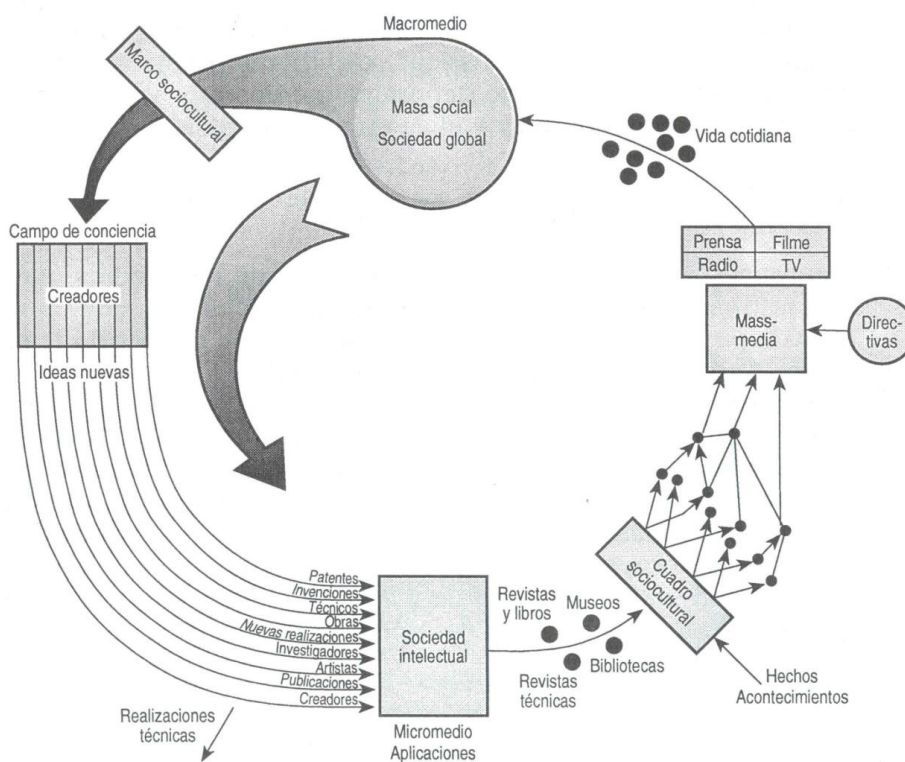 Macromedio
Marco sociocultural
Masa social
Sociedad global
Vida cotidiana
Campo de conciencia
Creadores
Ideas nuevas
Prensa
Filme
Radio
TV
Mass-
media
Direc-
tivas
Patentes
Invenciones
Técnicos
Obras
Nuevas realizaciones
Investigadores
Artistas
Publicaciones
Creadores
Realizaciones
técnicas
Sociedad
intelectual
Micromedio
Aplicaciones
Revistas
y libros
Museos
Revistas
técnicas
Bibliotecas
Cuadro
sociocultural
Hechos
Acontecimientos